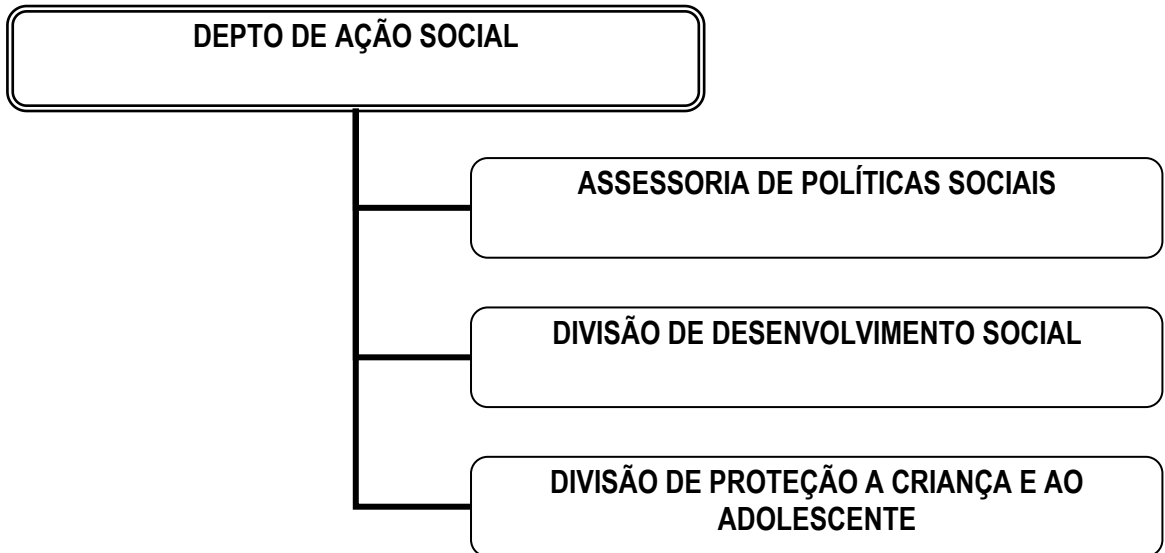 DEPTO DE AÇÃO SOCIAL
ASSESSORIA DE POLÍTICAS SOCIAIS
DIVISÃO DE DESENVOLVIMENTO SOCIAL
DIVISÃO DE PROTEÇÃO A CRIANÇA E AO
ADOLESCENTE